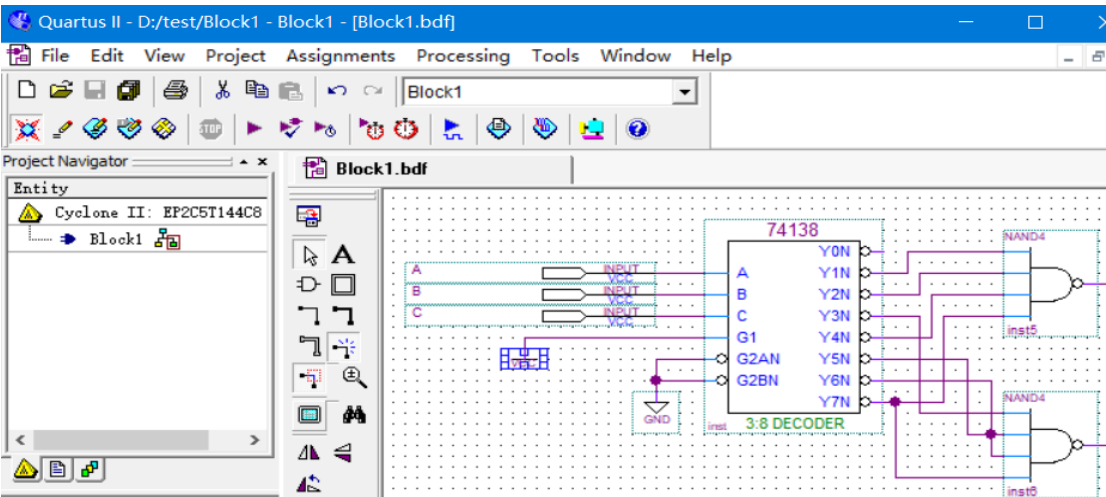 Quartus II - D:/test/Block1 - Block1 - [Block1.bdf]
File Edit View Project Assignments Processing Tools Window Help
Block1
STOP
Project Navigator
Block1.bdf
Entity
Cyclone II: EP2C5T144C8
Block1
A
74138
NAND4
Y0N
A INPUT VCC A Y1N
B INPUT VCC B Y2N
C INPUT VCC C Y3N
G1 Y4N
inst5
VCC
G2AN Y5N
G2BN Y6N
Y7N
NAND4
GND
inst
3:8 DECODER
inst6